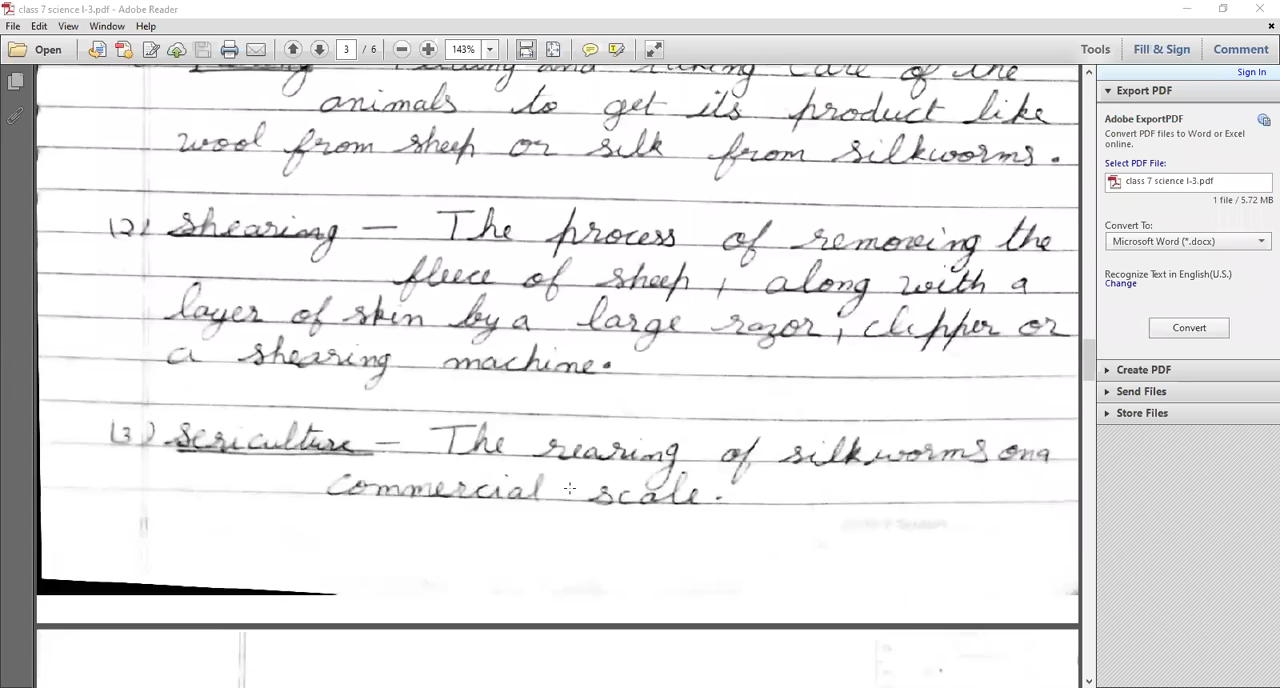 class 7 science I-3.pdf - Adobe Reader
File Edit View Window Help
Open 3 / 6 143% Tools Fill & Sign Comment
Sign In
Export PDF
Adobe ExportPDF
Convert PDF files to Word or Excel
online.
Select PDF File:
class 7 science I-3.pdf
1 file / 5.72 MB
Convert To:
Microsoft Word (*.docx)
Recognize Text in English(U.S.)
Change
Convert
Create PDF
Send Files
Store Files
and taking care of the
animals to get its product like
wool from sheep or silk from silkworms.
(2) Shearing — The process of removing the
fleece of sheep, along with a
layer of skin by a large razor, clipper or
a shearing machine.
(3) Sericulture — The rearing of silkworms on a
commercial scale.